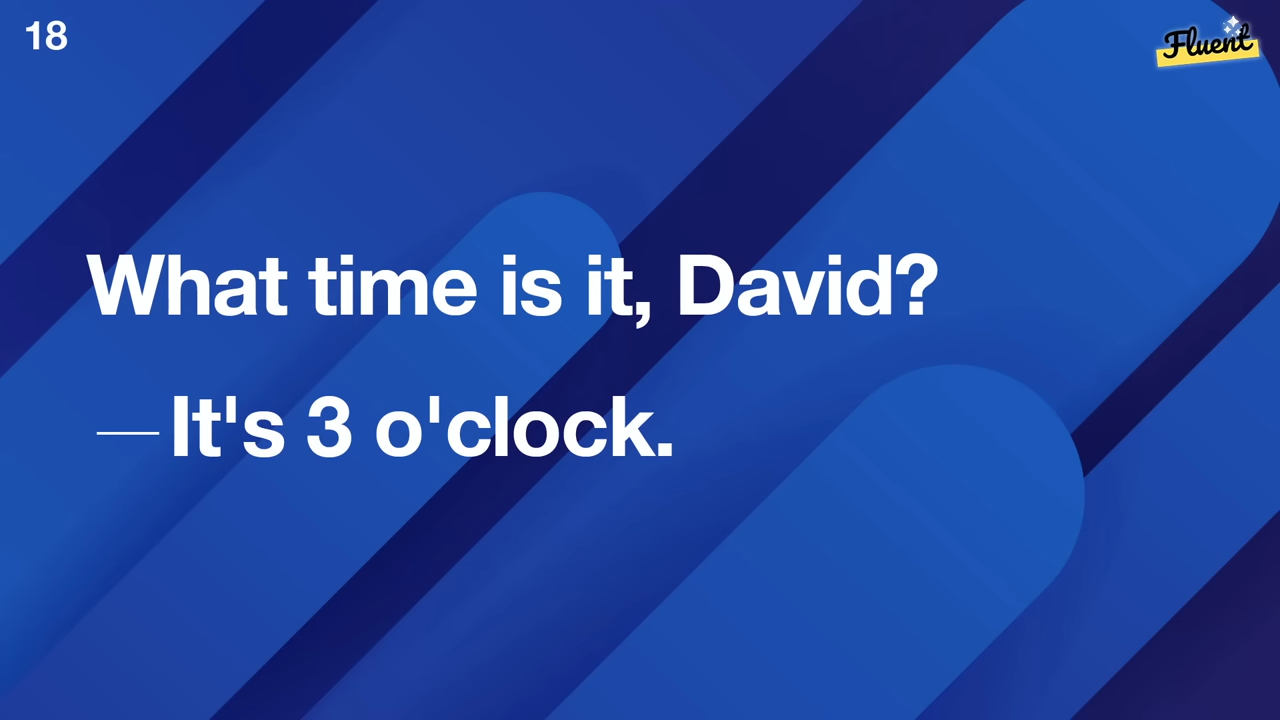 18
Fluent
What time is it, David?
— It's 3 o'clock.